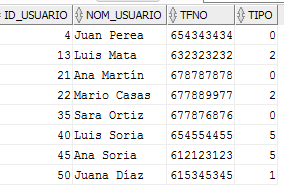 ID_USUARIO NOM_USUARIO TFNO TIPO
4 Juan Perea 654343434 0
13 Luis Mata 632323232 2
21 Ana Martín 678787878 0
22 Mario Casas 677889977 2
35 Sara Ortiz 677876876 0
40 Luis Soria 654554455 5
45 Ana Soria 612123123 5
50 Juana Díaz 615345345 1